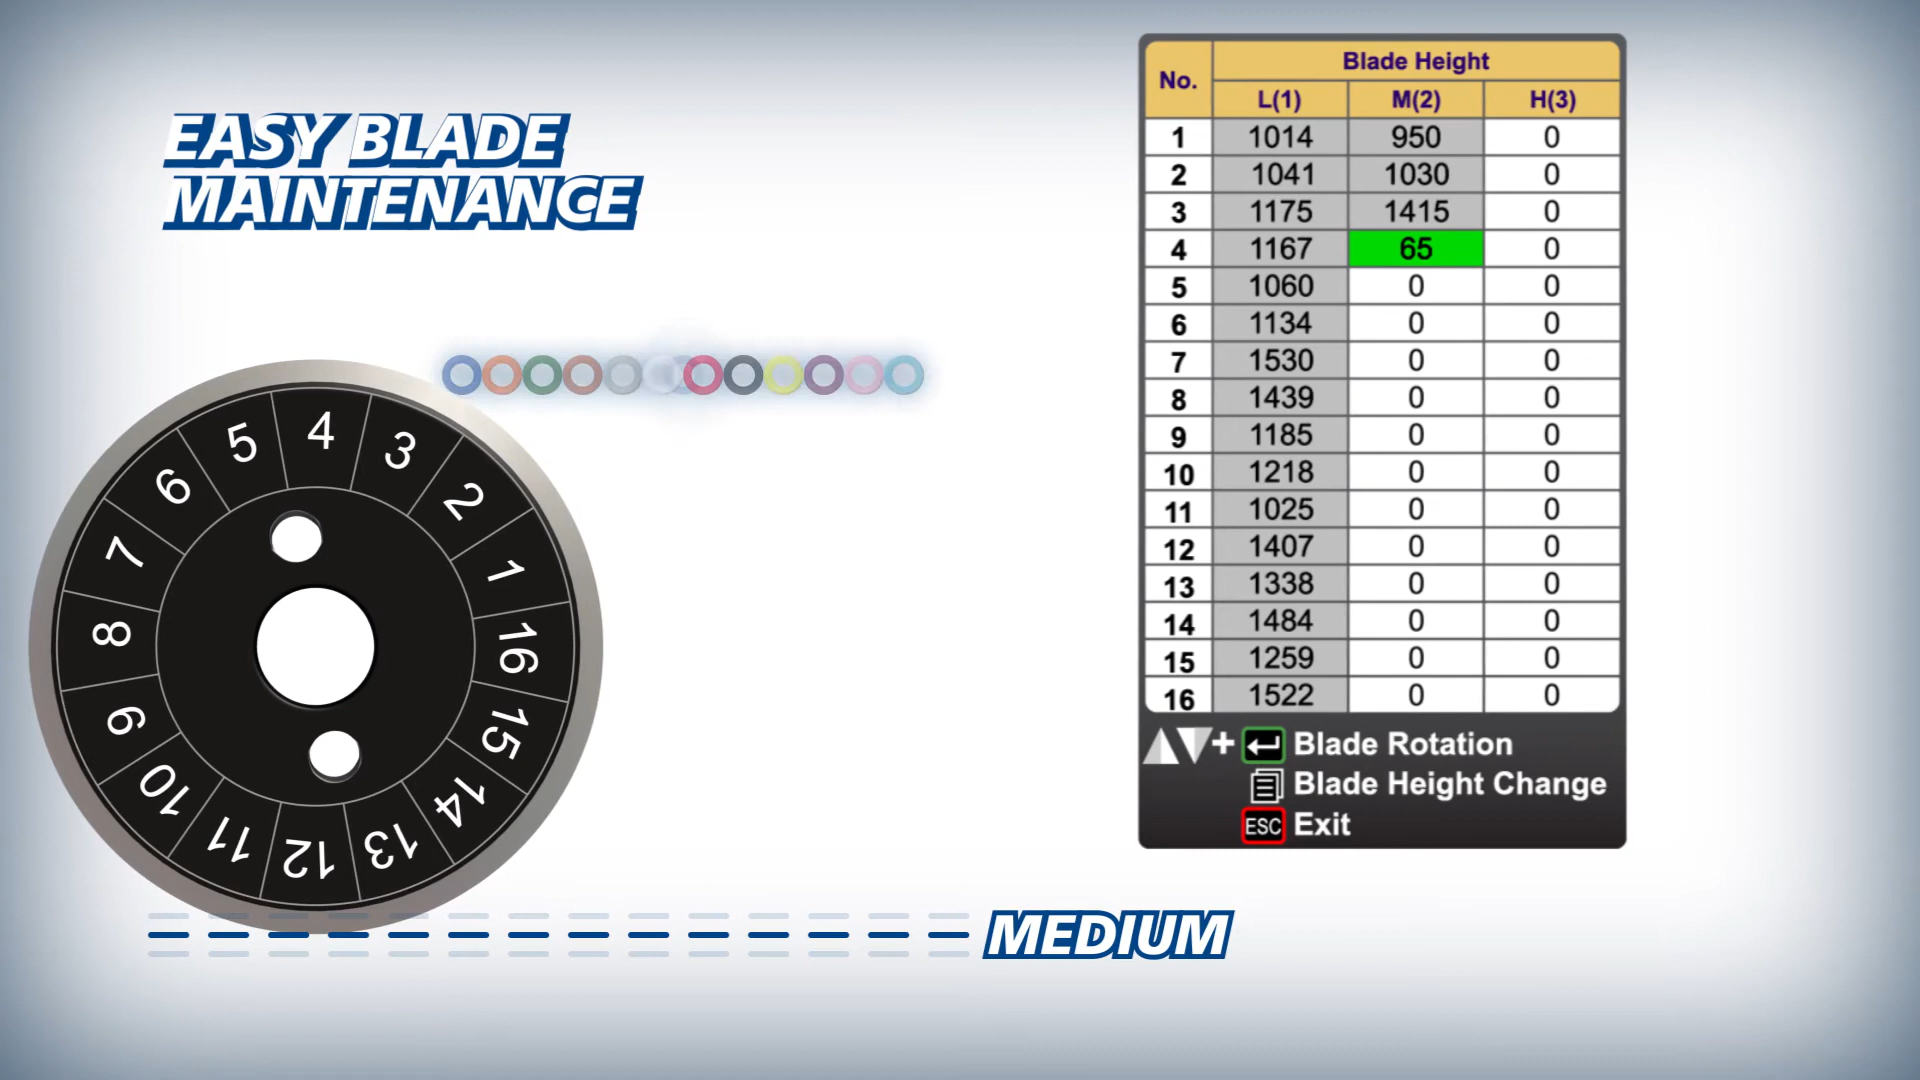 EASY BLADE
MAINTENANCE
No. Blade Height
L(1) M(2) H(3)
1 1014 950 0
2 1041 1030 0
3 1175 1415 0
4 1167 65 0
5 1060 0 0
6 1134 0 0
7 1530 0 0
8 1439 0 0
9 1185 0 0
10 1218 0 0
11 1025 0 0
12 1407 0 0
13 1338 0 0
14 1484 0 0
15 1259 0 0
16 1522 0 0
+ Blade Rotation
Blade Height Change
ESC Exit
1
2
3
4
5
6
7
8
9
10
11
12
13
14
15
16
MEDIUM